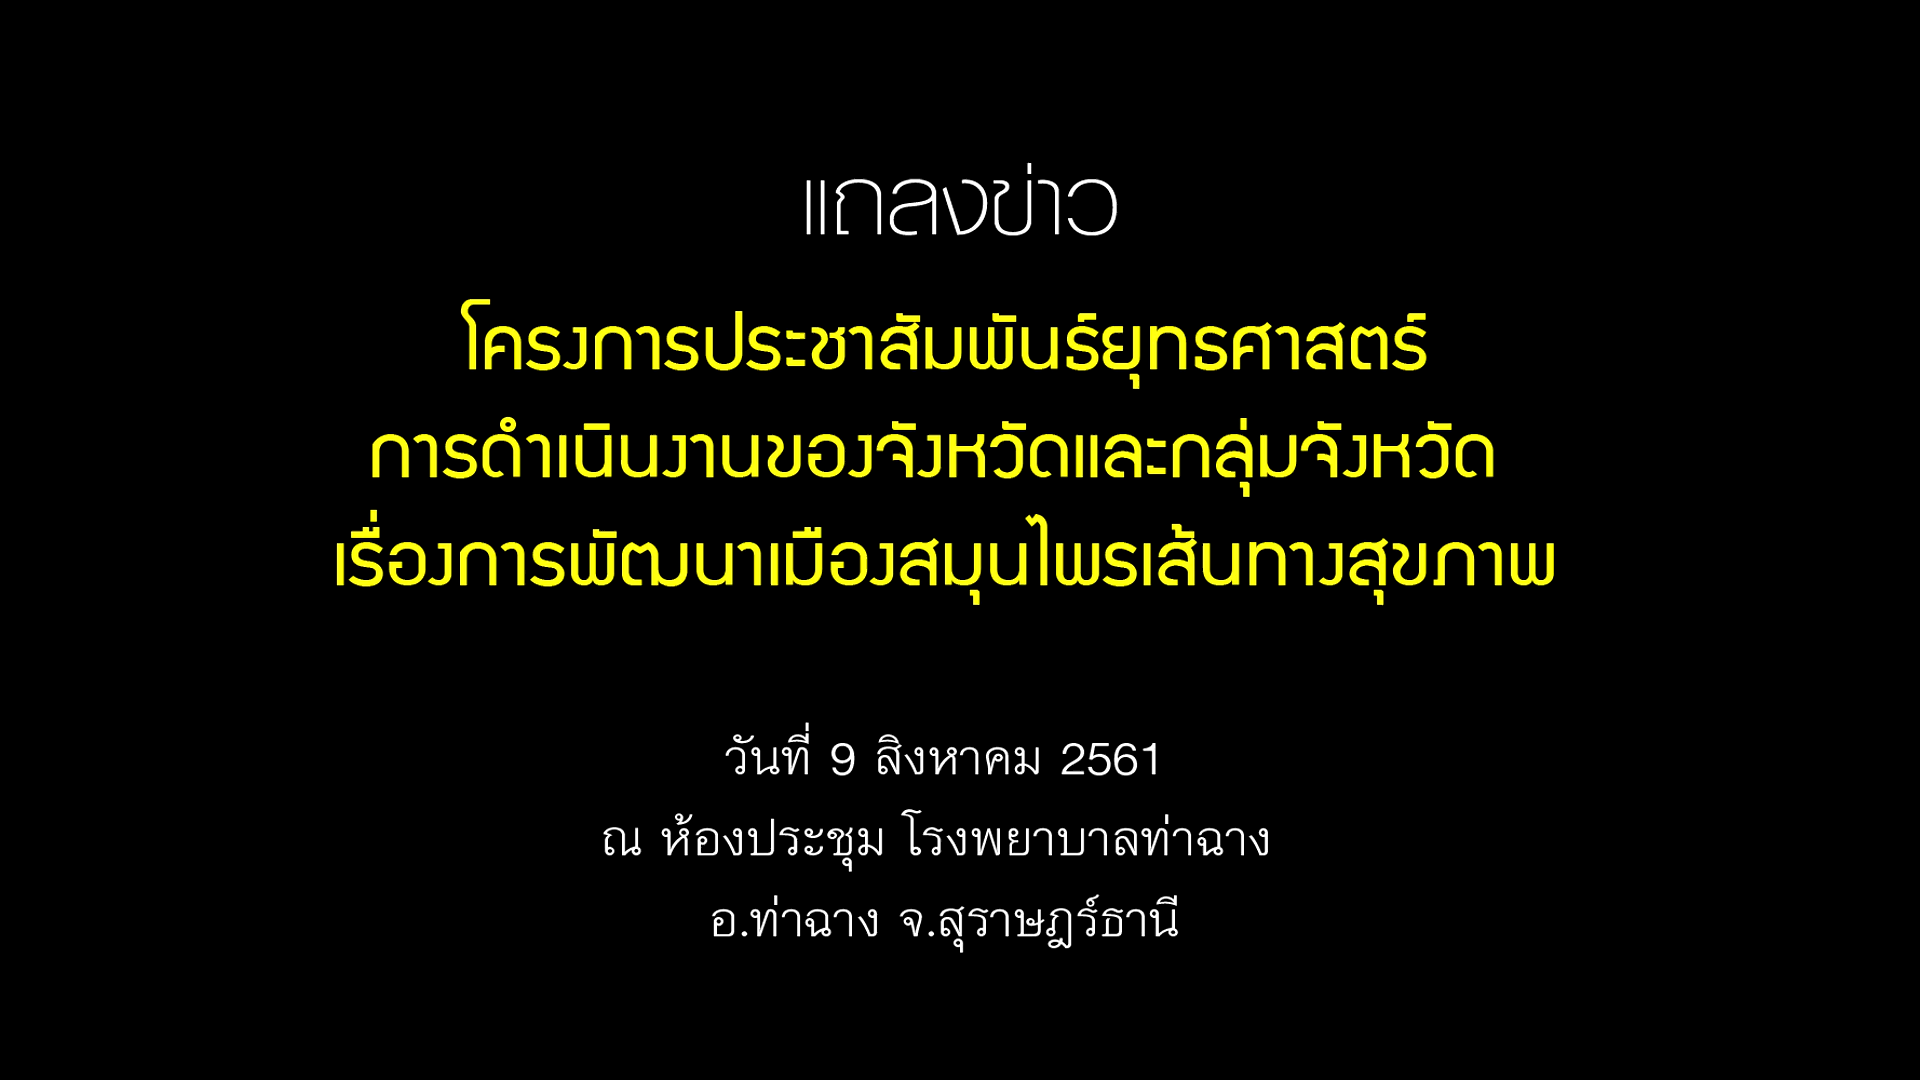 แถลงข่าว
โครงการประชาสัมพันธ์ยุทธศาสตร์
การดำเนินงานของจังหวัดและกลุ่มจังหวัด
เรื่องการพัฒนาเมืองสมุนไพรเส้นทางสุขภาพ
วันที่ 9 สิงหาคม 2561
ณ ห้องประชุม โรงพยาบาลท่าฉาง
อ.ท่าฉาง จ.สุราษฎร์ธานี